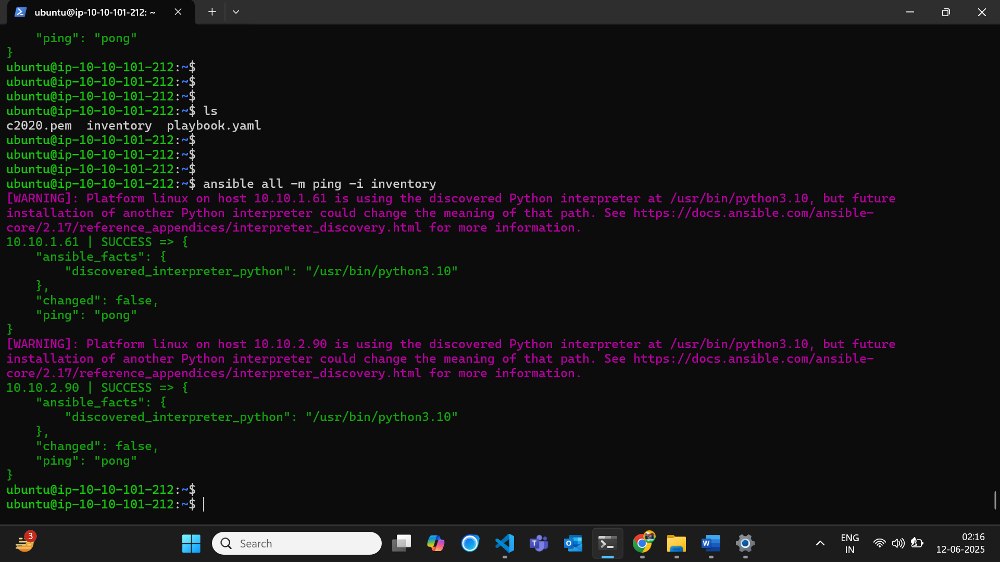 ubuntu@ip-10-10-101-212: ~
    "ping": "pong"
}
ubuntu@ip-10-10-101-212:~$
ubuntu@ip-10-10-101-212:~$
ubuntu@ip-10-10-101-212:~$
ubuntu@ip-10-10-101-212:~$ ls
c2020.pem  inventory  playbook.yaml
ubuntu@ip-10-10-101-212:~$
ubuntu@ip-10-10-101-212:~$
ubuntu@ip-10-10-101-212:~$
ubuntu@ip-10-10-101-212:~$ ansible all -m ping -i inventory
[WARNING]: Platform linux on host 10.10.1.61 is using the discovered Python interpreter at /usr/bin/python3.10, but future
installation of another Python interpreter could change the meaning of that path. See https://docs.ansible.com/ansible-
core/2.17/reference_appendices/interpreter_discovery.html for more information.
10.10.1.61 | SUCCESS => {
    "ansible_facts": {
        "discovered_interpreter_python": "/usr/bin/python3.10"
    },
    "changed": false,
    "ping": "pong"
}
[WARNING]: Platform linux on host 10.10.2.90 is using the discovered Python interpreter at /usr/bin/python3.10, but future
installation of another Python interpreter could change the meaning of that path. See https://docs.ansible.com/ansible-
core/2.17/reference_appendices/interpreter_discovery.html for more information.
10.10.2.90 | SUCCESS => {
    "ansible_facts": {
        "discovered_interpreter_python": "/usr/bin/python3.10"
    },
    "changed": false,
    "ping": "pong"
}
ubuntu@ip-10-10-101-212:~$
ubuntu@ip-10-10-101-212:~$
3
Search
ENG
IN
02:16
12-06-2025